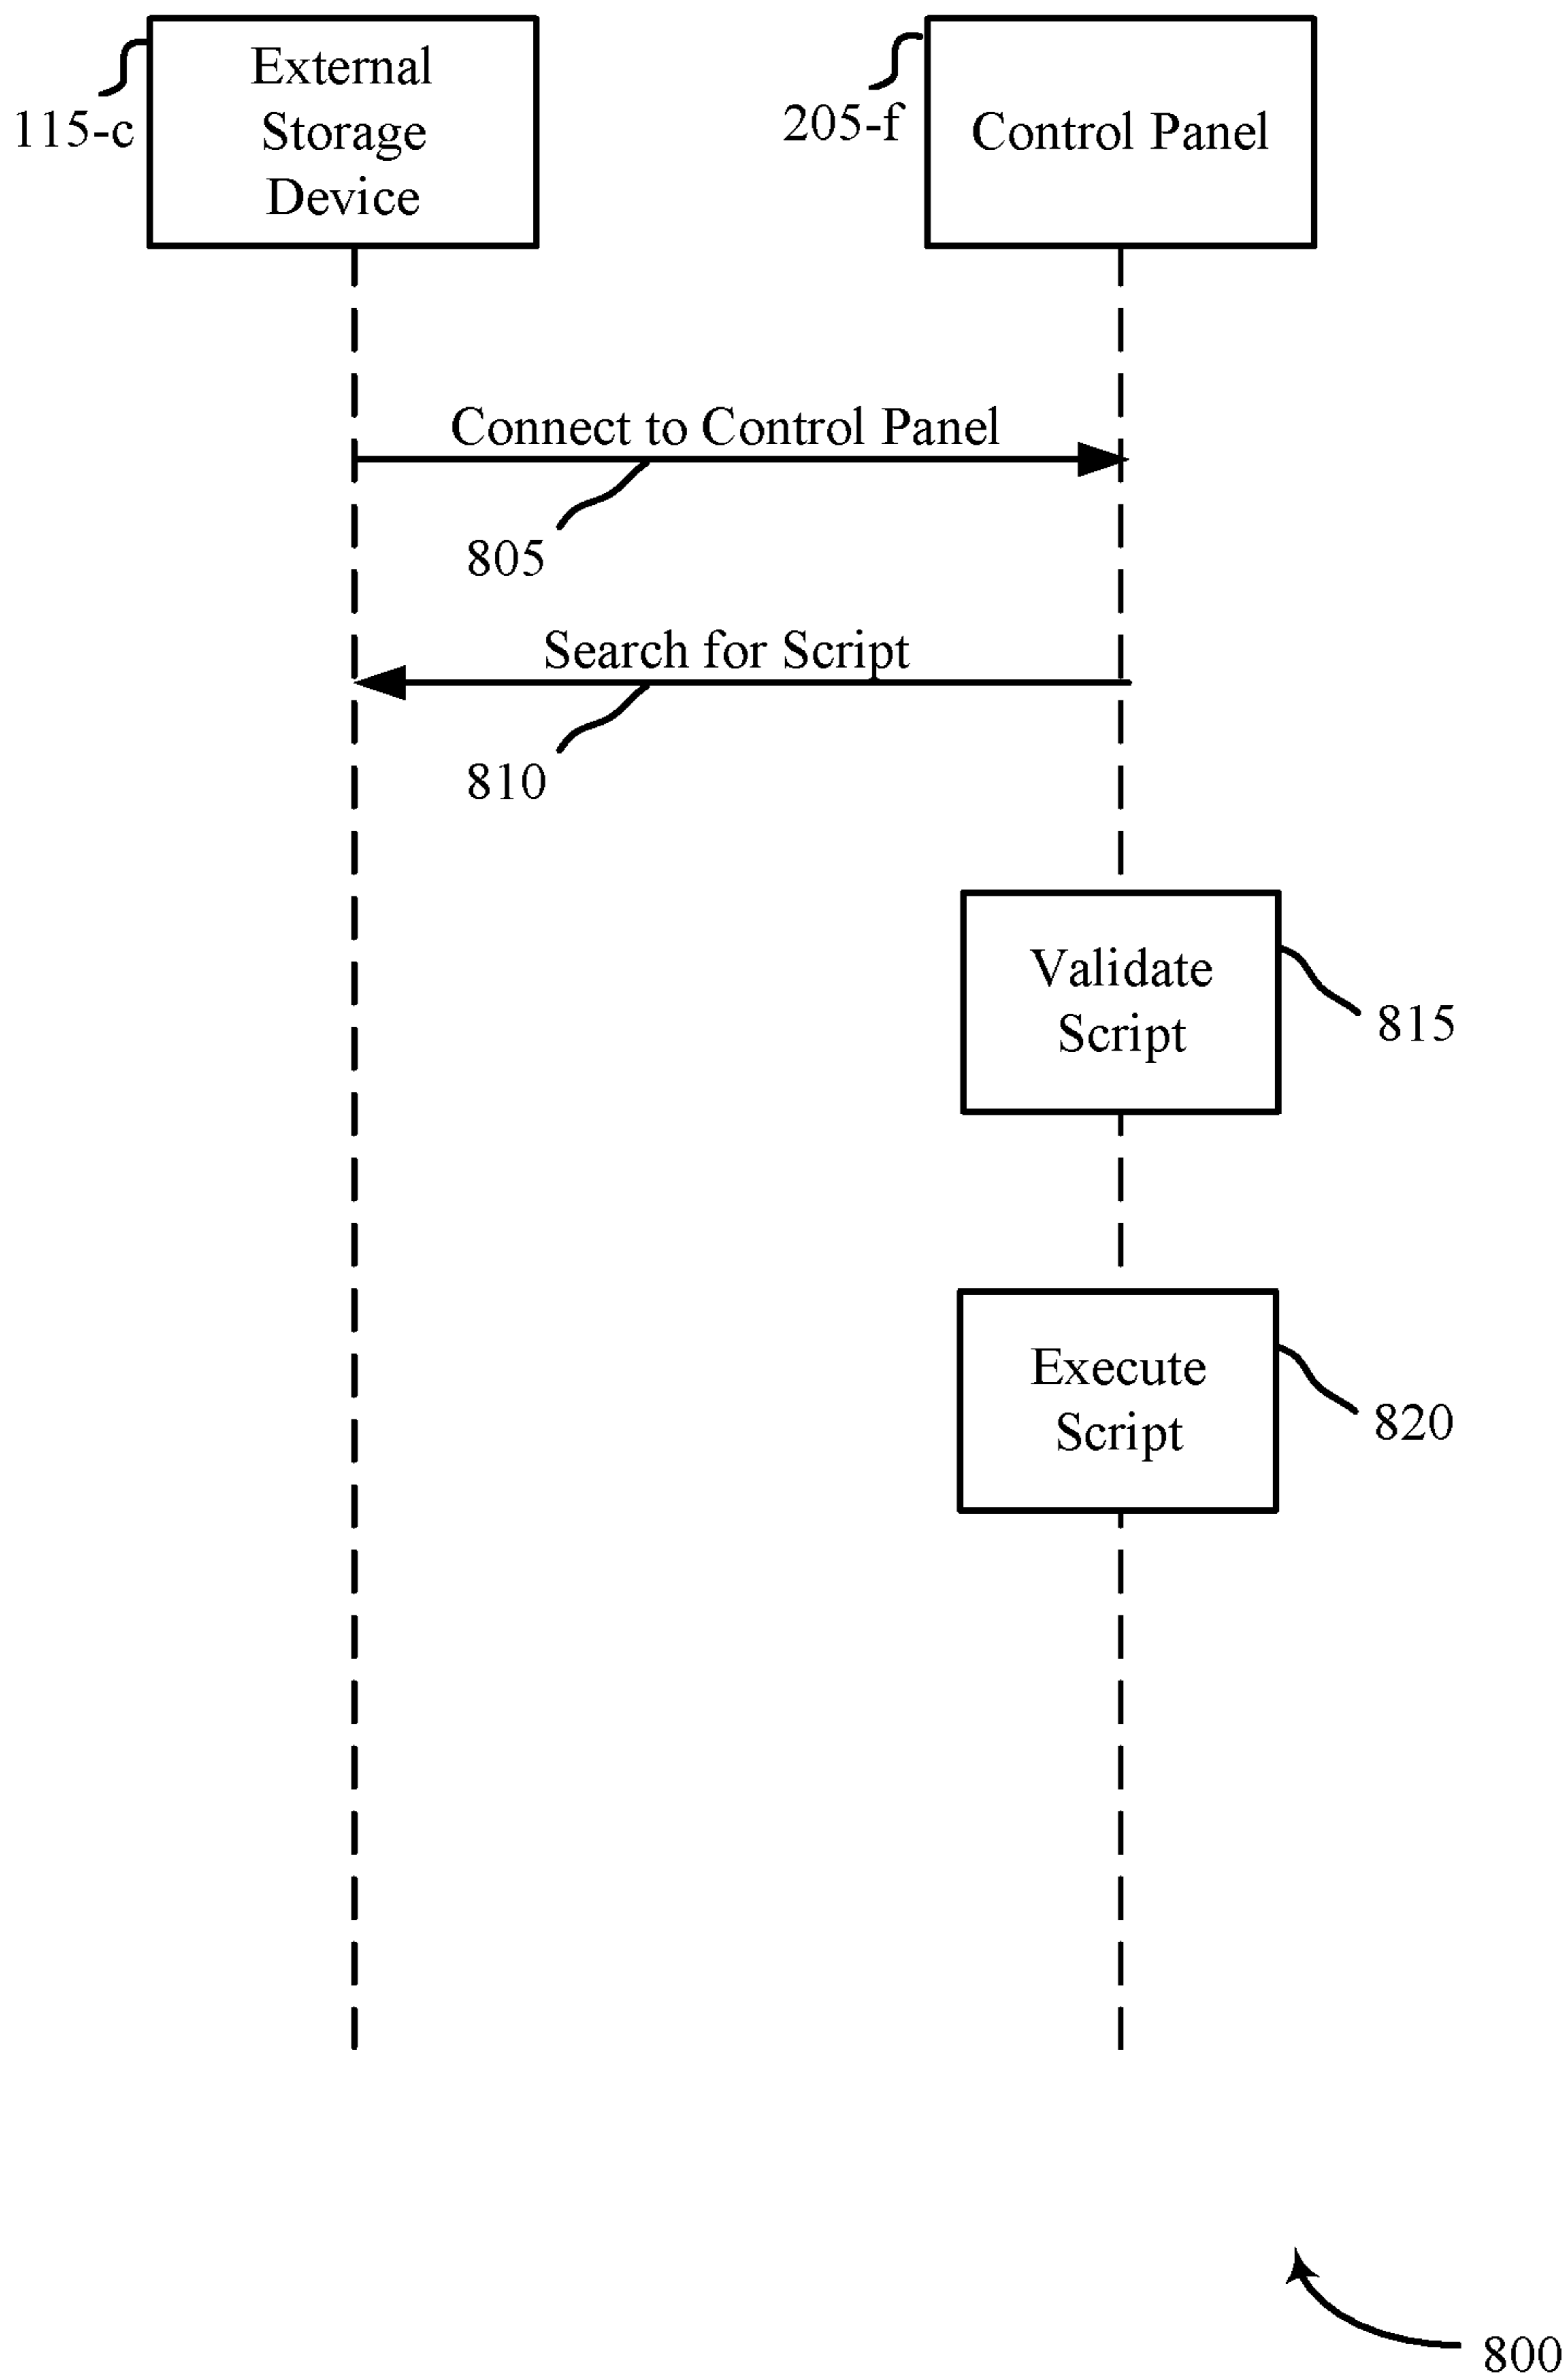 External
Storage
Device
115-c
Control Panel
205-f
Connect to Control Panel
805
Search for Script
810
Validate
Script
815
Execute
Script
820
800